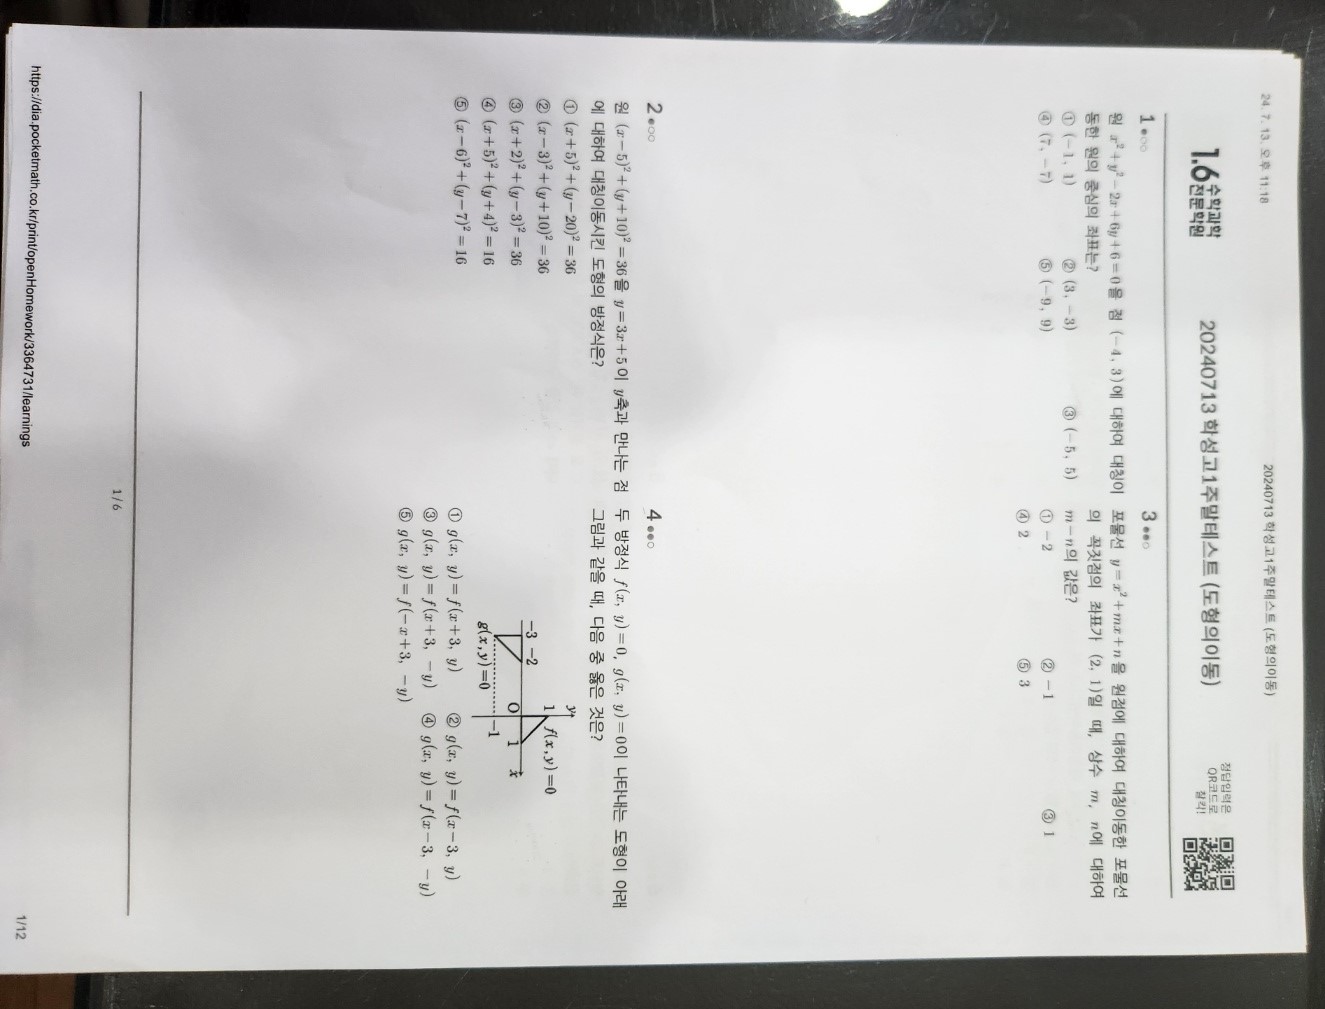 24. 7. 13. 오후 11:18
20240713 학성고1주말테스트 (도형의이동)
1.6 수학과학
전문학원
20240713 학성고1주말테스트 (도형의이동)
정답입력은
QR코드로
찰칵!
1
원 x² + y² − 2x + 6y + 6 = 0을 점 (−4, 3)에 대하여 대칭이
동한 원의 중심의 좌표는?
① (−1, 1) ② (3, −3) ③ (−5, 5)
④ (7, −7) ⑤ (−9, 9)
2
원 (x − 5)² + (y + 10)² = 36을 y = 3x + 5이 y축과 만나는 점
에 대하여 대칭이동시킨 도형의 방정식은?
① (x + 5)² + (y − 20)² = 36
② (x − 3)² + (y + 10)² = 36
③ (x + 2)² + (y − 3)² = 36
④ (x + 5)² + (y + 4)² = 16
⑤ (x − 6)² + (y − 7)² = 16
3
포물선 y = x² + mx + n을 원점에 대하여 대칭이동한 포물선
의 꼭짓점의 좌표가 (2, 1)일 때, 상수 m, n에 대하여
m − n의 값은?
① −2 ② −1 ③ 1
④ 2 ⑤ 3
4
두 방정식 f(x, y) = 0, g(x, y) = 0이 나타내는 도형이 아래
그림과 같을 때, 다음 중 옳은 것은?
y
1 f(x, y)=0
−3 −2 O 1 x
−1
g(x, y)=0
① g(x, y) = f(x + 3, y) ② g(x, y) = f(x − 3, y)
③ g(x, y) = f(x + 3, −y) ④ g(x, y) = f(x − 3, −y)
⑤ g(x, y) = f(−x + 3, −y)
1 / 6
https://dia.pocketmath.co.kr/print/openHomework/3364731/learnings
1/12